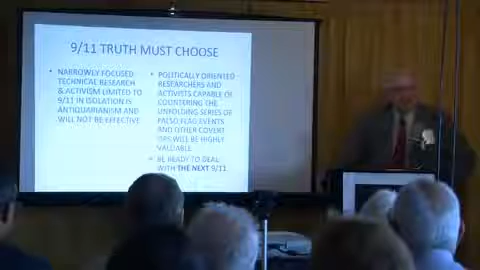 9/11 TRUTH MUST CHOOSE
• NARROWLY FOCUSED
TECHNICAL RESEARCH
& ACTIVISM LIMITED TO
9/11 IN ISOLATION IS
ANTIQUARIANISM AND
WILL NOT BE EFFECTIVE
• POLITICALLY ORIENTED
RESEARCHERS AND
ACTIVISTS CAPABLE OF
COUNTERING THE
UNFOLDING SERIES OF
FALSE FLAG EVENTS
AND OTHER COVERT
OPS WILL BE HIGHLY
VALUABLE
• BE READY TO DEAL
WITH THE NEXT 9/11